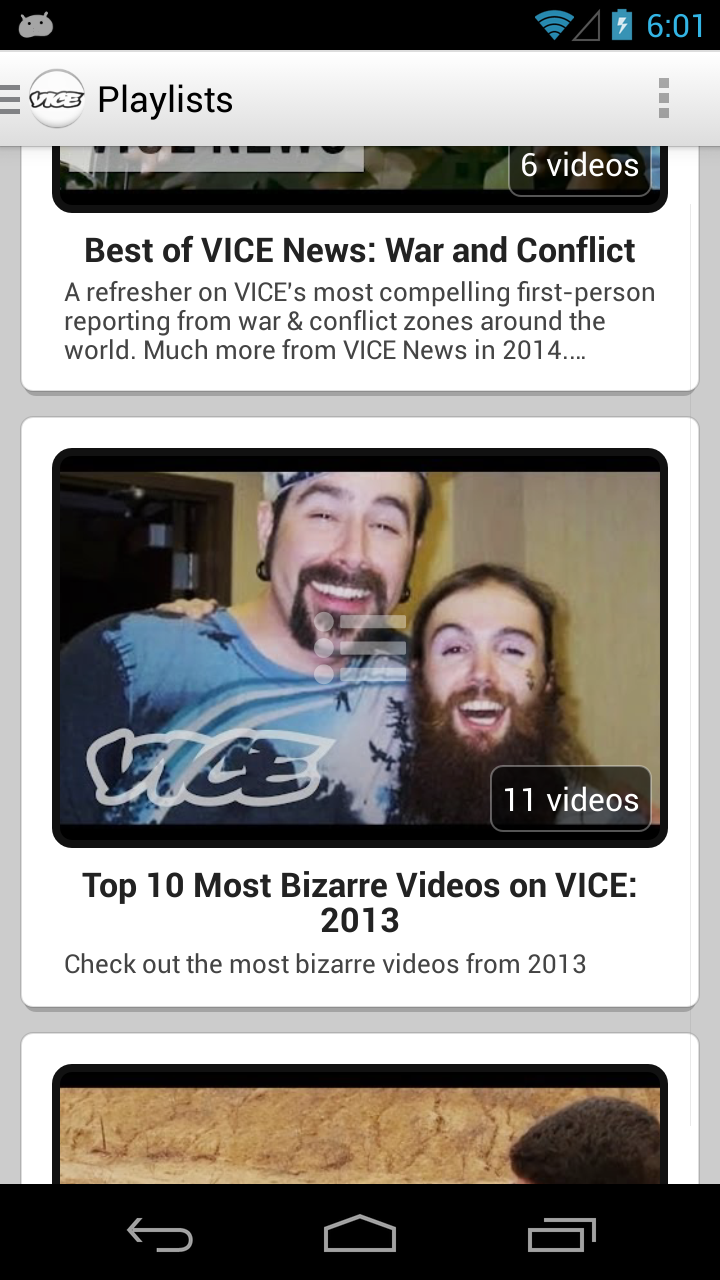 6:01
VICE Playlists
VICE NEWS
6 videos
Best of VICE News: War and Conflict
A refresher on VICE's most compelling first-person
reporting from war & conflict zones around the
world. Much more from VICE News in 2014....
VICE
11 videos
Top 10 Most Bizarre Videos on VICE:
2013
Check out the most bizarre videos from 2013